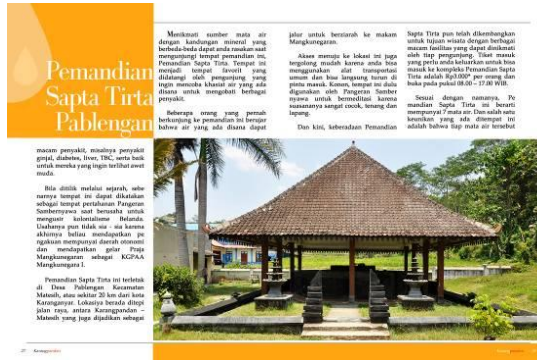 Pemandian
Sapta Tirta
Pablengan
Menikmati sumber mata air
dengan kandungan mineral yang
berbeda-beda dapat anda rasakan saat
mengunjungi tempat pemandian ini,
Pemandian Sapta Tirta. Tempat ini
menjadi tempat favorit yang
didatangi oleh pengunjung yang
ingin mencoba khasiat air yang ada
disana untuk mengobati berbagai
penyakit.
Beberapa orang yang pernah
berkunjung ke pemandian ini berujar
bahwa air yang ada disana dapat
macam penyakit, misalnya penyakit
ginjal, diabetes, liver, TBC, serta baik
untuk mereka yang ingin terlihat awet
muda.
Bila ditilik melalui sejarah, sebe
narnya tempat ini dapat dikatakan
sebagai tempat pertahanan Pangeran
Sambernyawa saat berusaha untuk
mengusir kolonialisme Belanda.
Usahanya pun tidak sia - sia karena
akhirnya beliau mendapatkan pe
ngakuan mempunyai daerah otonomi
dan mendapatkan gelar Praja
Mangkunegaran sebagai KGPAA
Mangkunegara I.
Pemandian Sapta Tirta ini terletak
di Desa Pablengan Kecamatan
Matesih, atau sekitar 20 km dari kota
Karanganyar. Lokasinya berada ditepi
jalan raya, antara Karangpandan –
Matesih yang juga dijadikan sebagai
jalur untuk berziarah ke makam
Mangkunegaran.
Akses menuju ke lokasi ini juga
tergolong mudah karena anda bisa
menggunakan alat transportasi
umum dan bisa langsung turun di
pintu masuk. Konon, tempat ini dulu
digunakan oleh Pangeran Samber
nyawa untuk bermeditasi karena
suasananya sangat cocok, tenang dan
lapang.
Dan kini, keberadaan Pemandian
Sapta Tirta pun telah dikembangkan
untuk tujuan wisata dengan berbagai
macam fasilitas yang dapat dinikmati
oleh tiap pengunjung. Tiket masuk
yang perlu anda keluarkan untuk bisa
masuk ke kompleks Pemandian Sapta
Tirta adalah Rp3.000* per orang dan
buka pada pukul 08.00 – 17.00 WIB.
Sesuai dengan namanya, Pe
mandian Sapta Tirta ini berarti
mempunyai 7 mata air. Dan salah satu
keunikan yang ada ditempat ini
adalah bahwa tiap mata air tersebut
27